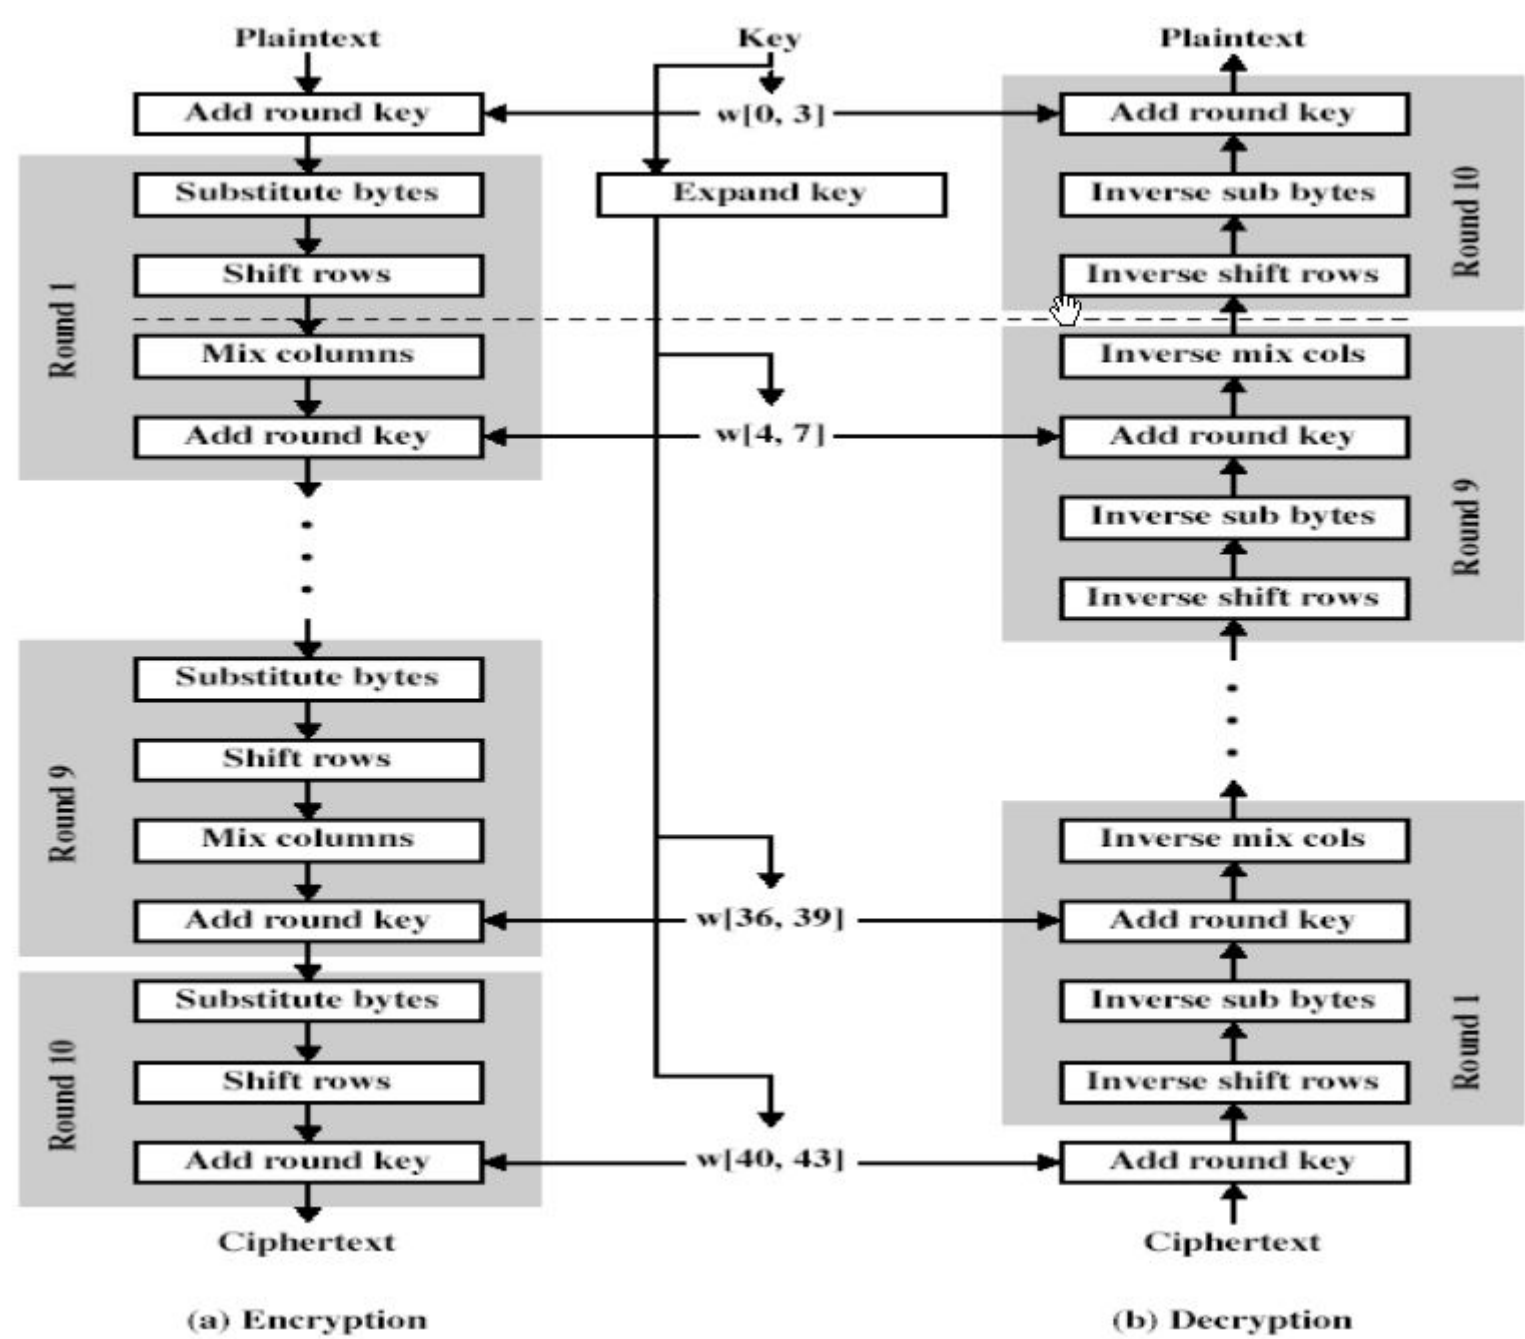 Plaintext
Key
Plaintext
Add round key
w[0, 3]
Add round key
Substitute bytes
Expand key
Inverse sub bytes
Round 10
Shift rows
Inverse shift rows
Round 1
Mix columns
Inverse mix cols
Add round key
w[4, 7]
Add round key
Inverse sub bytes
Round 9
Inverse shift rows
Substitute bytes
Shift rows
Round 9
Mix columns
Inverse mix cols
Add round key
w[36, 39]
Add round key
Substitute bytes
Inverse sub bytes
Round 10
Shift rows
Inverse shift rows
Round 1
Add round key
w[40, 43]
Add round key
Ciphertext
Ciphertext
(a) Encryption
(b) Decryption